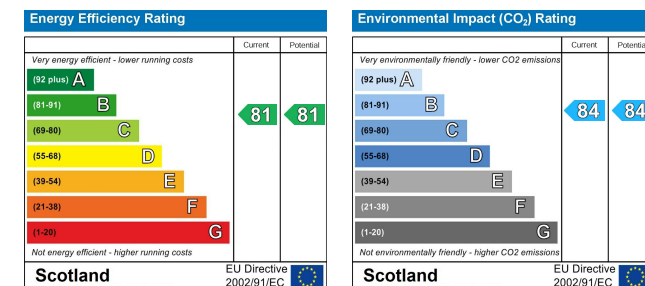 Energy Efficiency Rating
Current Potential
Very energy efficient - lower running costs
(92 plus) A
(81-91) B
81 81
(69-80) C
(55-68) D
(39-54) E
(21-38) F
(1-20) G
Not energy efficient - higher running costs
Scotland
EU Directive
2002/91/EC
Environmental Impact (CO₂) Rating
Current Potentia
Very environmentally friendly - lower CO2 emissions
(92 plus) A
(81-91) B
84 84
(69-80) C
(55-68) D
(39-54) E
(21-38) F
(1-20) G
Not environmentally friendly - higher CO2 emissions
Scotland
EU Directive
2002/91/EC